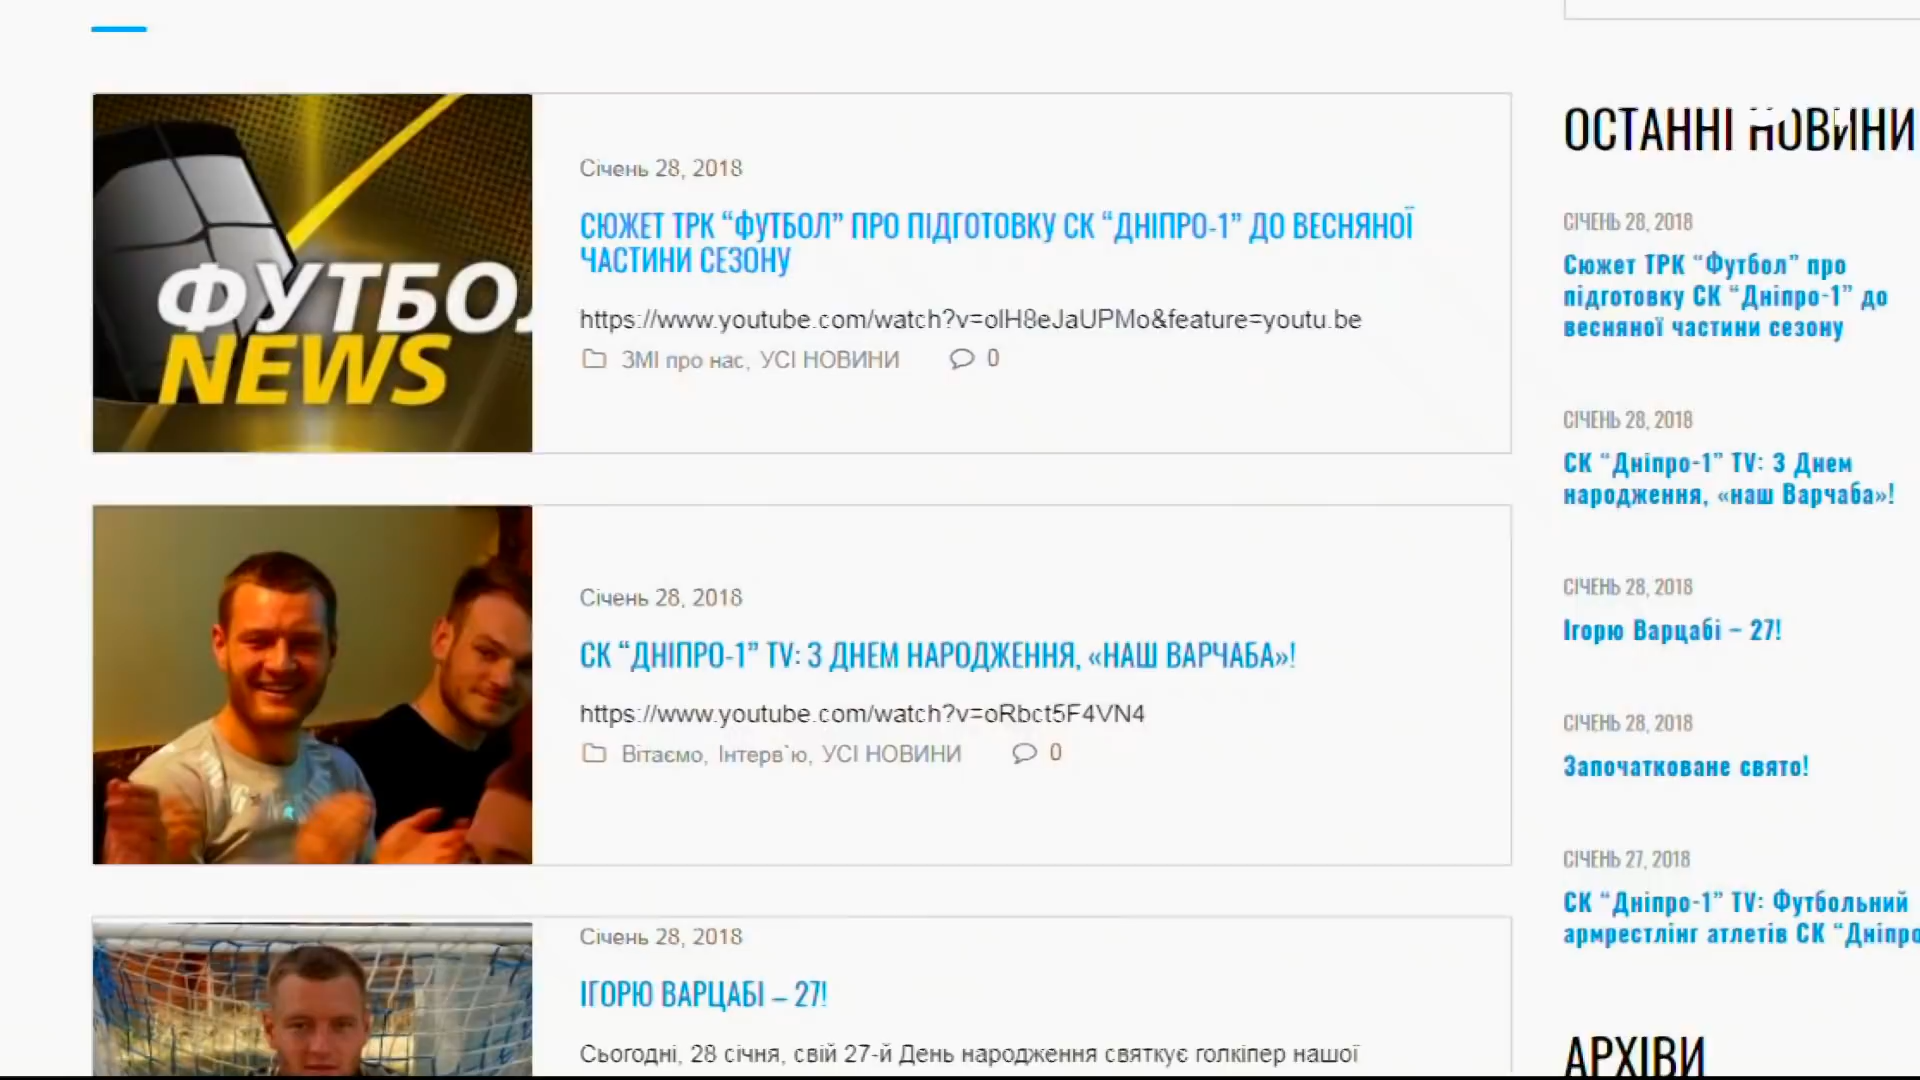 ФУТБОЛ
NEWS
Січень 28, 2018
СЮЖЕТ ТРК “ФУТБОЛ” ПРО ПІДГОТОВКУ СК “ДНІПРО-1” ДО ВЕСНЯНОЇ
ЧАСТИНИ СЕЗОНУ
https://www.youtube.com/watch?v=olH8eJaUPMo&feature=youtu.be
ЗМІ про нас, УСІ НОВИНИ 0
Січень 28, 2018
СК “ДНІПРО-1” TV: З ДНЕМ НАРОДЖЕННЯ, «НАШ ВАРЧАБА»!
https://www.youtube.com/watch?v=oRbct5F4VN4
Вітаємо, Інтерв`ю, УСІ НОВИНИ 0
Січень 28, 2018
ІГОРЮ ВАРЦАБІ – 27!
Сьогодні, 28 січня, свій 27-й День народження святкує голкіпер нашої
ОСТАННІ НОВИНИ
СІЧЕНЬ 28, 2018
Сюжет ТРК “Футбол” про
підготовку СК “Дніпро-1” до
весняної частини сезону
СІЧЕНЬ 28, 2018
СК “Дніпро-1” TV: З Днем
народження, «наш Варчаба»!
СІЧЕНЬ 28, 2018
Ігорю Варцабі – 27!
СІЧЕНЬ 28, 2018
Започатковане свято!
СІЧЕНЬ 27, 2018
СК “Дніпро-1” TV: Футбольний
армрестлінг атлетів СК “Дніпро
АРХІВИ